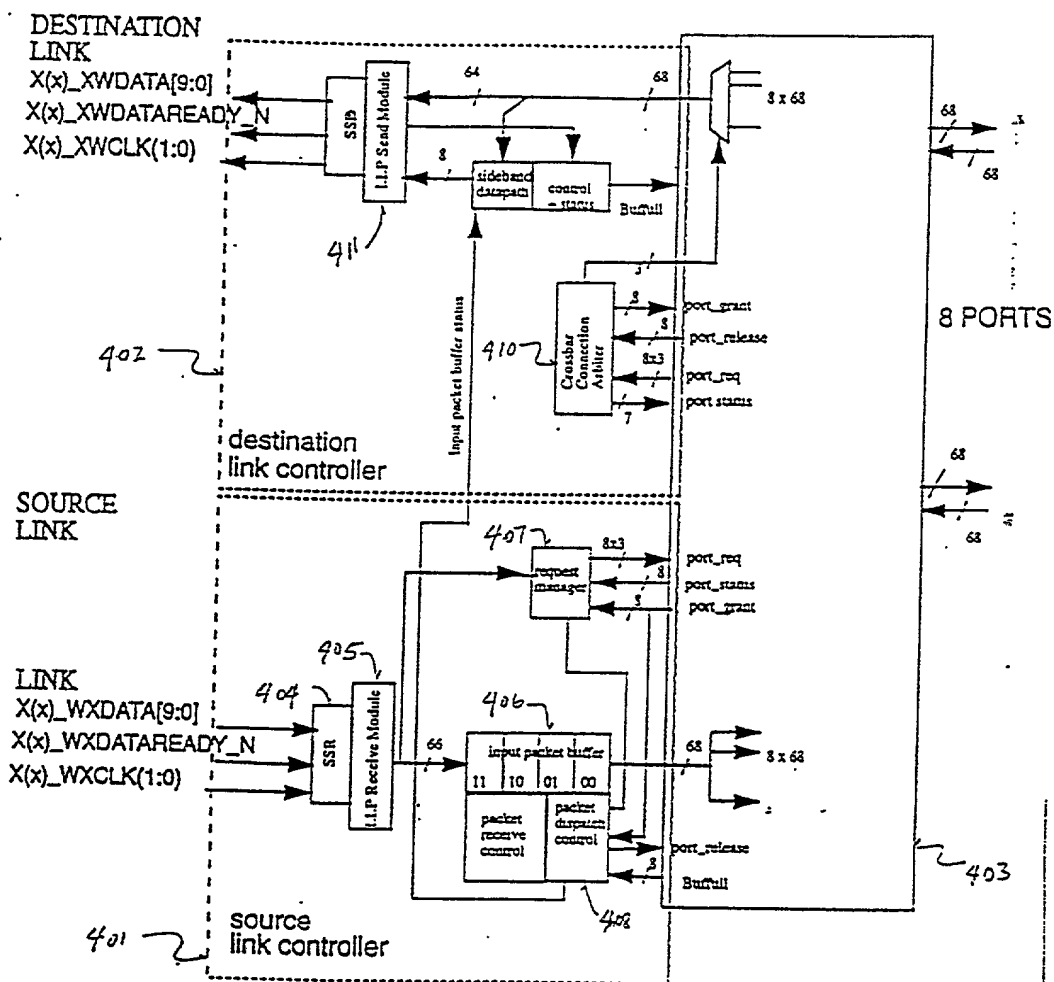 DESTINATION
LINK
X(x)_XWDATA[9:0]
X(x)_XWDATAREADY_N
X(x)_XWCLK(1:0)
SSD
LLP Send Module
64
68
8 x 68
8
sideband
datapath
control
- status
Buffull
411
68
68
8 PORTS
Input packet buffer status
410
Crossbar
Connection
Arbiter
8
port_grant
8
port_release
8x3
port_req
port status
7
402
destination
link controller
SOURCE
LINK
407
request
manager
8x3
port_req
8
port_status
port_grant
68
68
LINK
X(x)_WXDATA[9:0]
X(x)_WXDATAREADY_N
X(x)_WXCLK(1:0)
404
SSR
405
LLP Receive Module
66
406
input packet buffer
11
10
01
00
68
8 x 68
packet
receive
control
packet
dispatch
control
port_release
8
Buffull
408
403
401
source
link controller